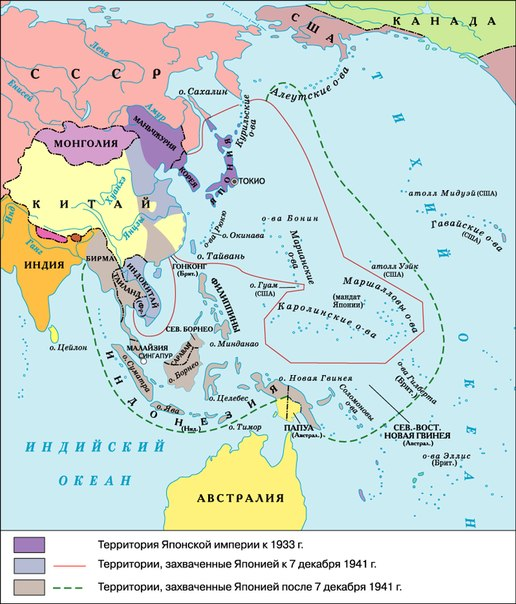 КАНАДА
США
СССР
Лена
Енисей
Амур
о. Сахалин
Алеутские о-ва
Курильские
о-ва
МАНЬЧЖУРИЯ
МОНГОЛИЯ
КОРЕЯ
ЯПОНИЯ
ТОКИО
ТИХИЙ
ОКЕАН
КИТАЙ
Хуанхэ
Янцзы
Инд
Ганг
атолл Мидуэй (США)
Гавайские о-ва
(США)
о-ва Бонин
о-ва Рюкю
о. Окинава
о. Тайвань
Марианские
о-ва
ИНДИЯ
БИРМА
ГОНКОНГ
(Брит.)
о. Гуам
(США)
атолл Уэйк
(США)
Маршалловы о-ва
(мандат
Японии)
Каролинские о-ва
ТАИЛАНД
ИНДОКИТАЙ
(Фр.)
ФИЛИППИНЫ
СЕВ. БОРНЕО
о. Минданао
о. Цейлон
МАЛАЙЗИЯ
СИНГАПУР
САРАВАК
о. Борнео
о. Суматра
о. Целебес
о. Новая Гвинея
о-ва Гилберта
(Брит.)
Соломоновы
о-ва
ИНДОНЕЗИЯ
(Нид.)
о. Ява
о. Тимор
ПАПУА
(Австрал.)
СЕВ.-ВОСТ.
НОВАЯ ГВИНЕЯ
(Австрал.)
о-ва Эллис
(Брит.)
ИНДИЙСКИЙ
ОКЕАН
АВСТРАЛИЯ
Территория Японской империи к 1933 г.
Территории, захваченные Японией к 7 декабря 1941 г.
Территории, захваченные Японией после 7 декабря 1941 г.